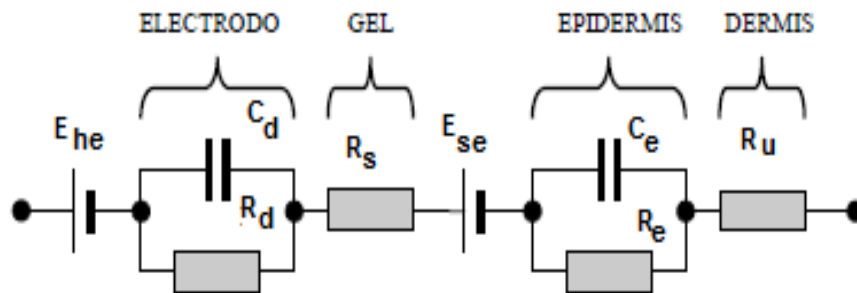 ELECTRODO GEL EPIDERMIS DERMIS
E he C d R s E se C e R u
R d R e